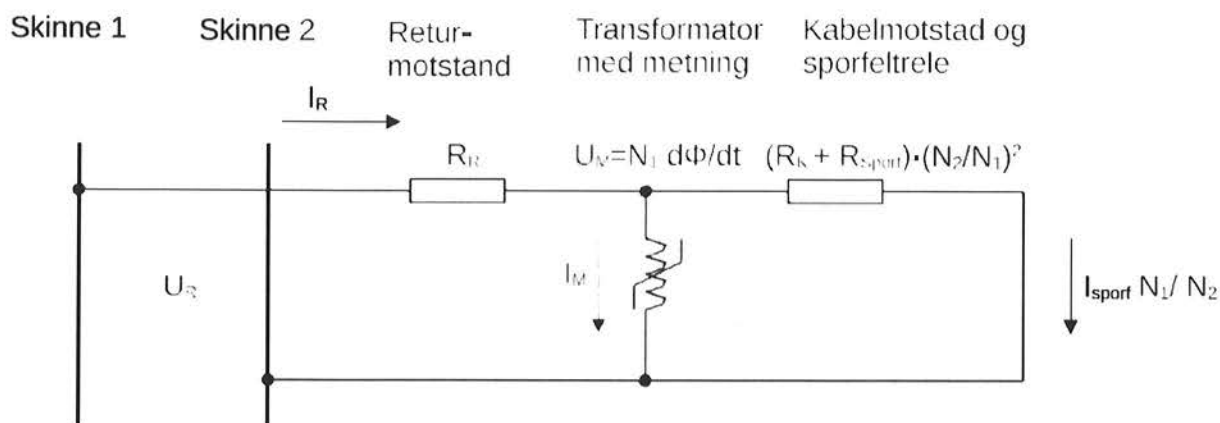 Skinne 1
Skinne 2
Retur-
motstand
Transformator
med metning
Kabelmotstad og
sporfeltrele
I_R
R_R
U_M=N_1 dΦ/dt
(R_K + R_Sporf)·(N_2/N_1)²
U_R
I_M
I_sporf N_1/ N_2